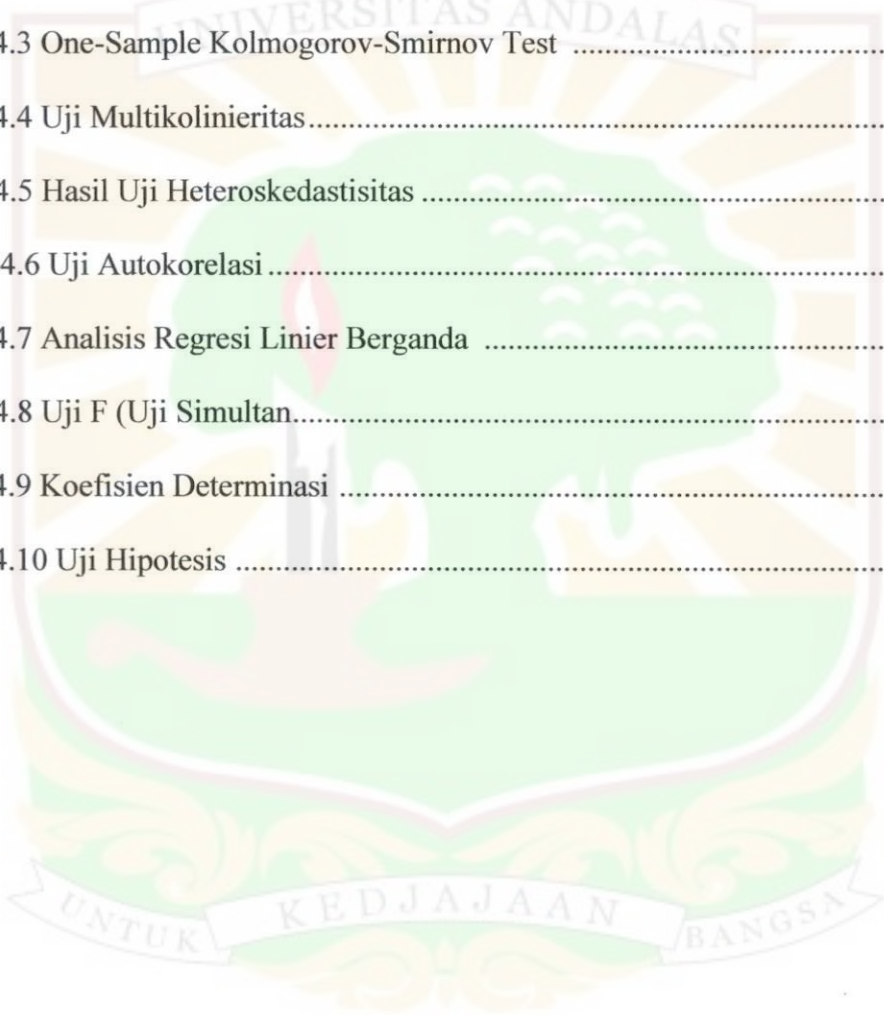 UNIVERSITAS ANDALAS
4.3 One-Sample Kolmogorov-Smirnov Test ........................................
4.4 Uji Multikolinieritas........................................................................
4.5 Hasil Uji Heteroskedastisitas ..........................................................
4.6 Uji Autokorelasi .............................................................................
4.7 Analisis Regresi Linier Berganda ..................................................
4.8 Uji F (Uji Simultan..........................................................................
4.9 Koefisien Determinasi ....................................................................
4.10 Uji Hipotesis .................................................................................
UNTUK KEDJAJAAN BANGSA